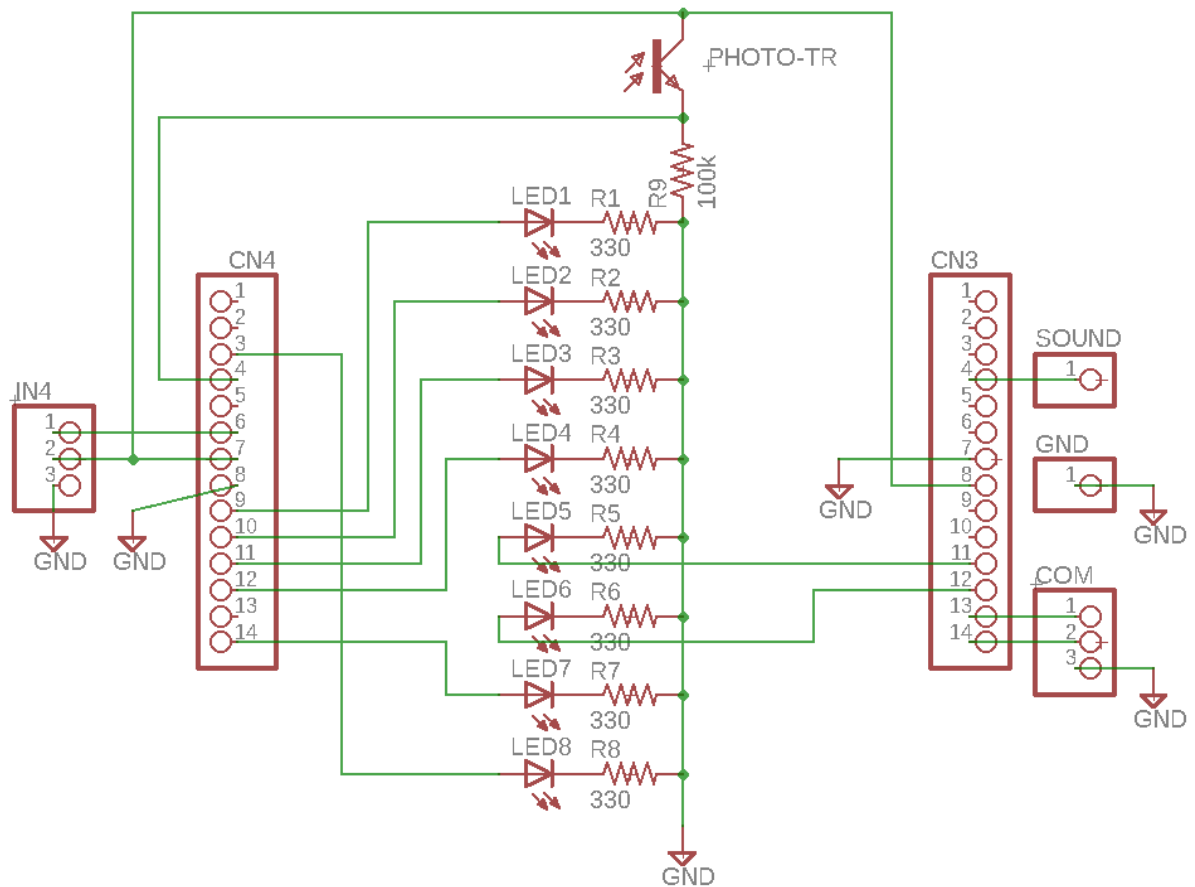 PHOTO-TR
R9
100k
LED1 R1
330
CN4
CN3
LED2 R2
330
1
2
3
4
5
6
7
8
9
10
11
12
13
14
LED3 R3
330
LED4 R4
330
LED5 R5
330
LED6 R6
330
LED7 R7
330
LED8 R8
330
IN4
1
2
3
GND
GND
1
2
3
4
5
6
7
8
9
10
11
12
13
14
GND
SOUND
1
GND
1
GND
COM
1
2
3
GND
GND